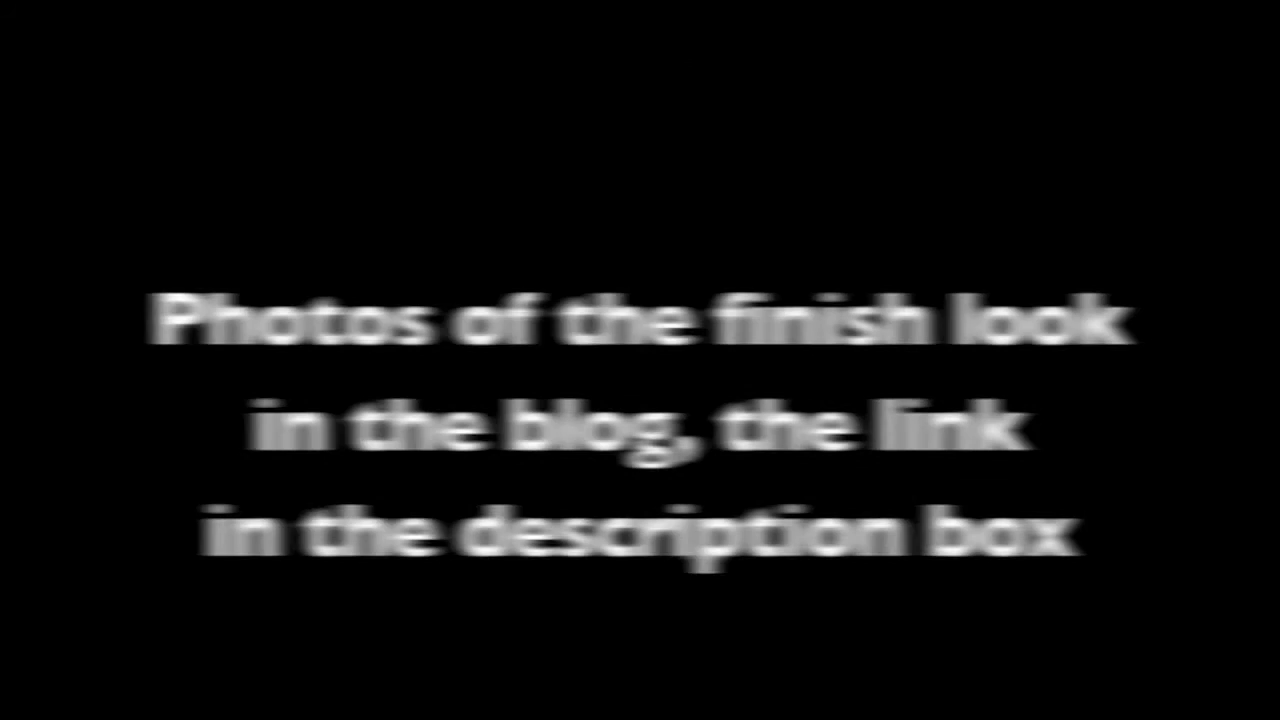 Photos of the finish look
in the blog, the link
in the description box